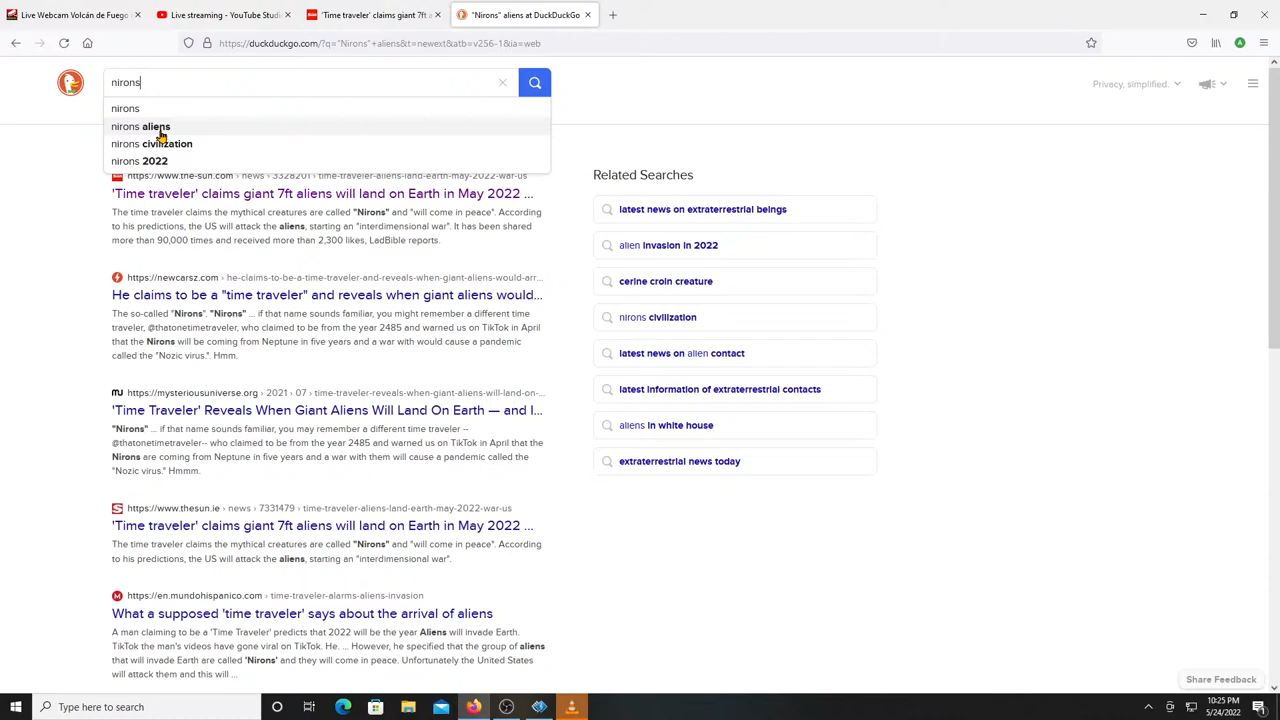 Live Webcam Volcán de Fuego
Live streaming - YouTube Studi
'Time traveler' claims giant 7ft a
"Nirons" aliens at DuckDuckGo
https://duckduckgo.com/?q="Nirons"+aliens&t=newext&atb=v256-1&ia=web
nirons
Privacy, simplified.
nirons
nirons aliens
nirons civilization
nirons 2022
https://www.the-sun.com › news › 3328201 › time-traveler-aliens-land-earth-may-2022-war-us
'Time traveler' claims giant 7ft aliens will land on Earth in May 2022 ...
The time traveler claims the mythical creatures are called "Nirons" and "will come in peace". According
to his predictions, the US will attack the aliens, starting an "interdimensional war". It has been shared
more than 90,000 times and received more than 2,300 likes, LadBible reports.
https://newcarsz.com › he-claims-to-be-a-time-traveler-and-reveals-when-giant-aliens-would-arr...
He claims to be a "time traveler" and reveals when giant aliens would...
The so-called "Nirons". "Nirons" ... if that name sounds familiar, you might remember a different time
traveler, @thatonetimetraveler, who claimed to be from the year 2485 and warned us on TikTok in April
that the Nirons will be coming from Neptune in five years and a war with would cause a pandemic
called the "Nozic virus.". Hmm.
https://mysteriousuniverse.org › 2021 › 07 › time-traveler-reveals-when-giant-aliens-will-land-on-...
'Time Traveler' Reveals When Giant Aliens Will Land On Earth — and I...
"Nirons" ... if that name sounds familiar, you may remember a different time traveler --
@thatonetimetraveler-- who claimed to be from the year 2485 and warned us on TikTok in April that the
Nirons are coming from Neptune in five years and a war with them will cause a pandemic called the
"Nozic virus." Hmmm.
https://www.thesun.ie › news › 7331479 › time-traveler-aliens-land-earth-may-2022-war-us
'Time traveler' claims giant 7ft aliens will land on Earth in May 2022 ...
The time traveler claims the mythical creatures are called "Nirons" and "will come in peace". According
to his predictions, the US will attack the aliens, starting an "interdimensional war".
https://en.mundohispanico.com › time-traveler-alarms-aliens-invasion
What a supposed 'time traveler' says about the arrival of aliens
A man claiming to be a 'Time Traveler' predicts that 2022 will be the year Aliens will invade Earth.
TikTok the man's videos have gone viral on TikTok. He. ... However, he specified that the group of aliens
that will invade Earth are called 'Nirons' and they will come in peace. Unfortunately the United States
will attack them and this will ...
Related Searches
latest news on extraterrestrial beings
alien invasion in 2022
cerine croin creature
nirons civilization
latest news on alien contact
latest information of extraterrestrial contacts
aliens in white house
extraterrestrial news today
Share Feedback
Type here to search
10:25 PM
5/24/2022